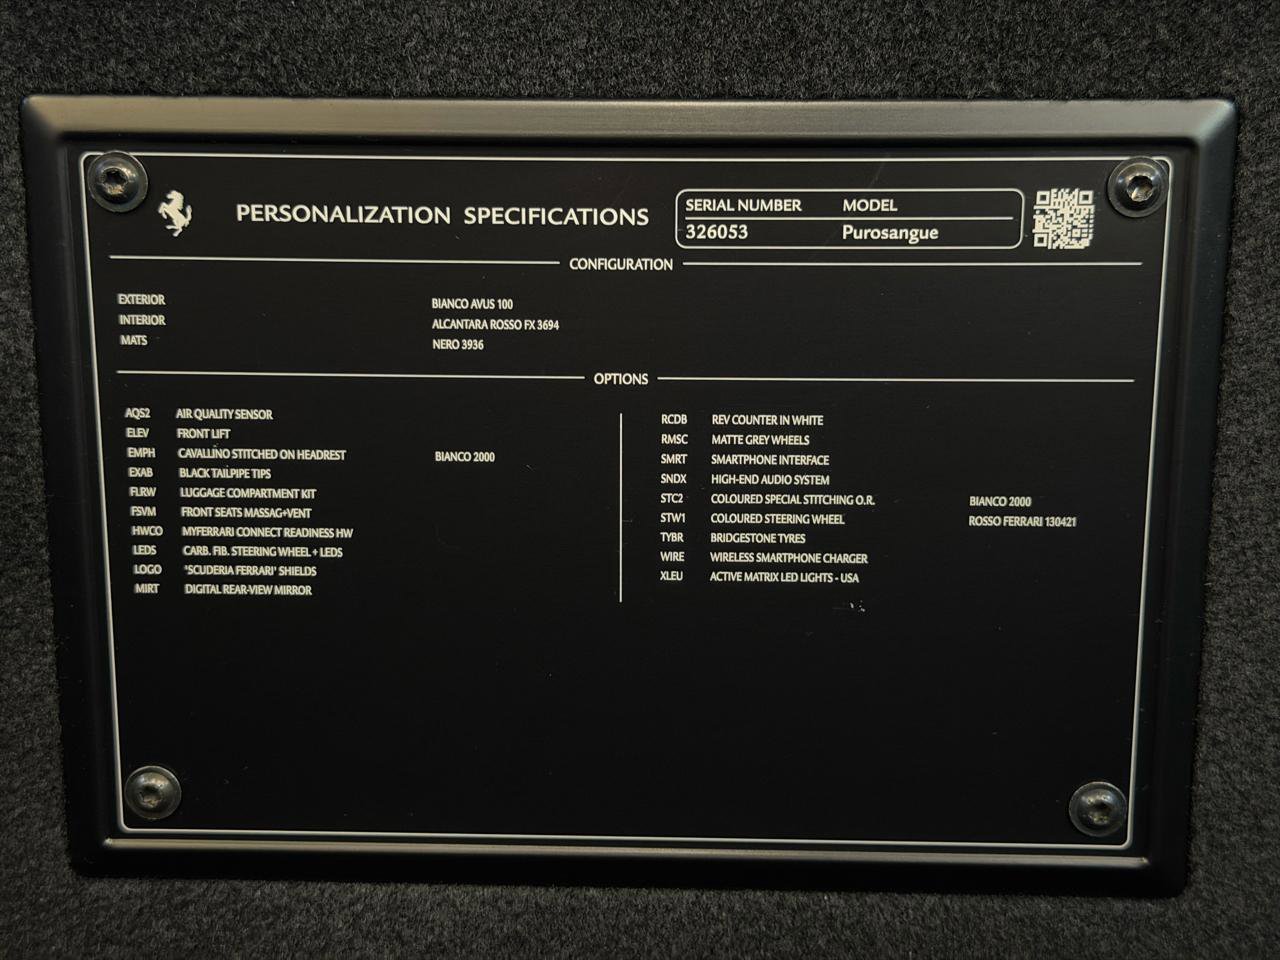 PERSONALIZATION SPECIFICATIONS
SERIAL NUMBER MODEL
326053 Purosangue
CONFIGURATION
EXTERIOR BIANCO AVUS 100
INTERIOR ALCANTARA ROSSO FX 3694
MATS NERO 3936
OPTIONS
AQS2 AIR QUALITY SENSOR
ELEV FRONT LIFT
EMPH CAVALLINO STITCHED ON HEADREST BIANCO 2000
EXAB BLACK TAILPIPE TIPS
FLRW LUGGAGE COMPARTMENT KIT
FSVM FRONT SEATS MASSAG+VENT
HWCO MYFERRARI CONNECT READINESS HW
LEDS CARB. FIB. STEERING WHEEL + LEDS
LOGO "SCUDERIA FERRARI" SHIELDS
MIRT DIGITAL REAR-VIEW MIRROR
RCDB REV COUNTER IN WHITE
RMSC MATTE GREY WHEELS
SMRT SMARTPHONE INTERFACE
SNDX HIGH-END AUDIO SYSTEM
STC2 COLOURED SPECIAL STITCHING O.R. BIANCO 2000
STW1 COLOURED STEERING WHEEL ROSSO FERRARI 130421
TYBR BRIDGESTONE TYRES
WIRE WIRELESS SMARTPHONE CHARGER
XLEU ACTIVE MATRIX LED LIGHTS - USA